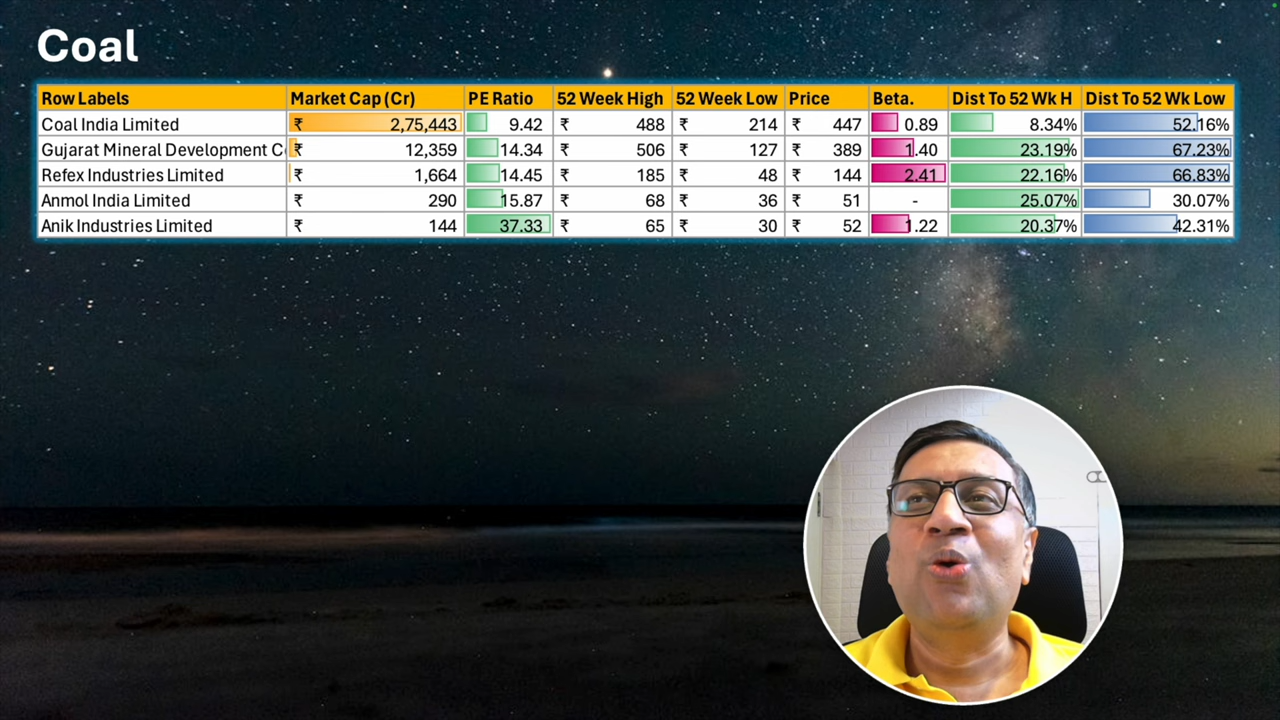 Coal
Row Labels Market Cap (Cr) PE Ratio 52 Week High 52 Week Low Price Beta. Dist To 52 Wk H Dist To 52 Wk Low
Coal India Limited ₹ 2,75,443 9.42 ₹ 488 ₹ 214 ₹ 447 0.89 8.34% 52.16%
Gujarat Mineral Development C ₹ 12,359 14.34 ₹ 506 ₹ 127 ₹ 389 1.40 23.19% 67.23%
Refex Industries Limited ₹ 1,664 14.45 ₹ 185 ₹ 48 ₹ 144 2.41 22.16% 66.83%
Anmol India Limited ₹ 290 15.87 ₹ 68 ₹ 36 ₹ 51 - 25.07% 30.07%
Anik Industries Limited ₹ 144 37.33 ₹ 65 ₹ 30 ₹ 52 1.22 20.37% 42.31%